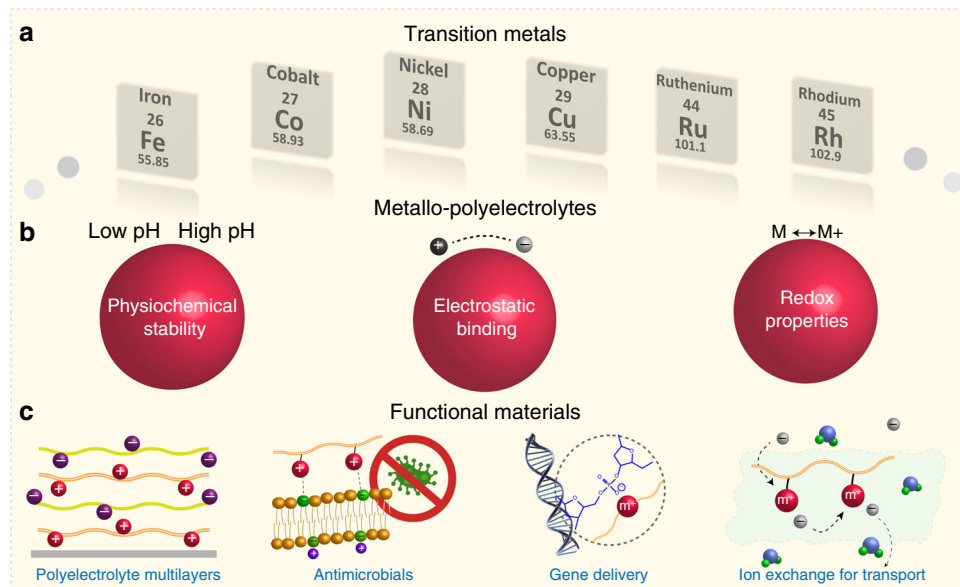 a
Transition metals
Iron
26
Fe
55.85
Cobalt
27
Co
58.93
Nickel
28
Ni
58.69
Copper
29
Cu
63.55
Ruthenium
44
Ru
101.1
Rhodium
45
Rh
102.9
b
Metallo-polyelectrolytes
Low pH High pH
Physiochemical
stability
+ −
Electrostatic
binding
M ↔M+
Redox
properties
c
Functional materials
− − −
+ + +
− − −
+ + +
Polyelectrolyte multilayers
+ +
− −
− −
+ +
Antimicrobials
O
O
O
O
P
O
⊖
O
O
m⁺
Gene delivery
− −
m⁺ m⁺
− −
Ion exchange for transport